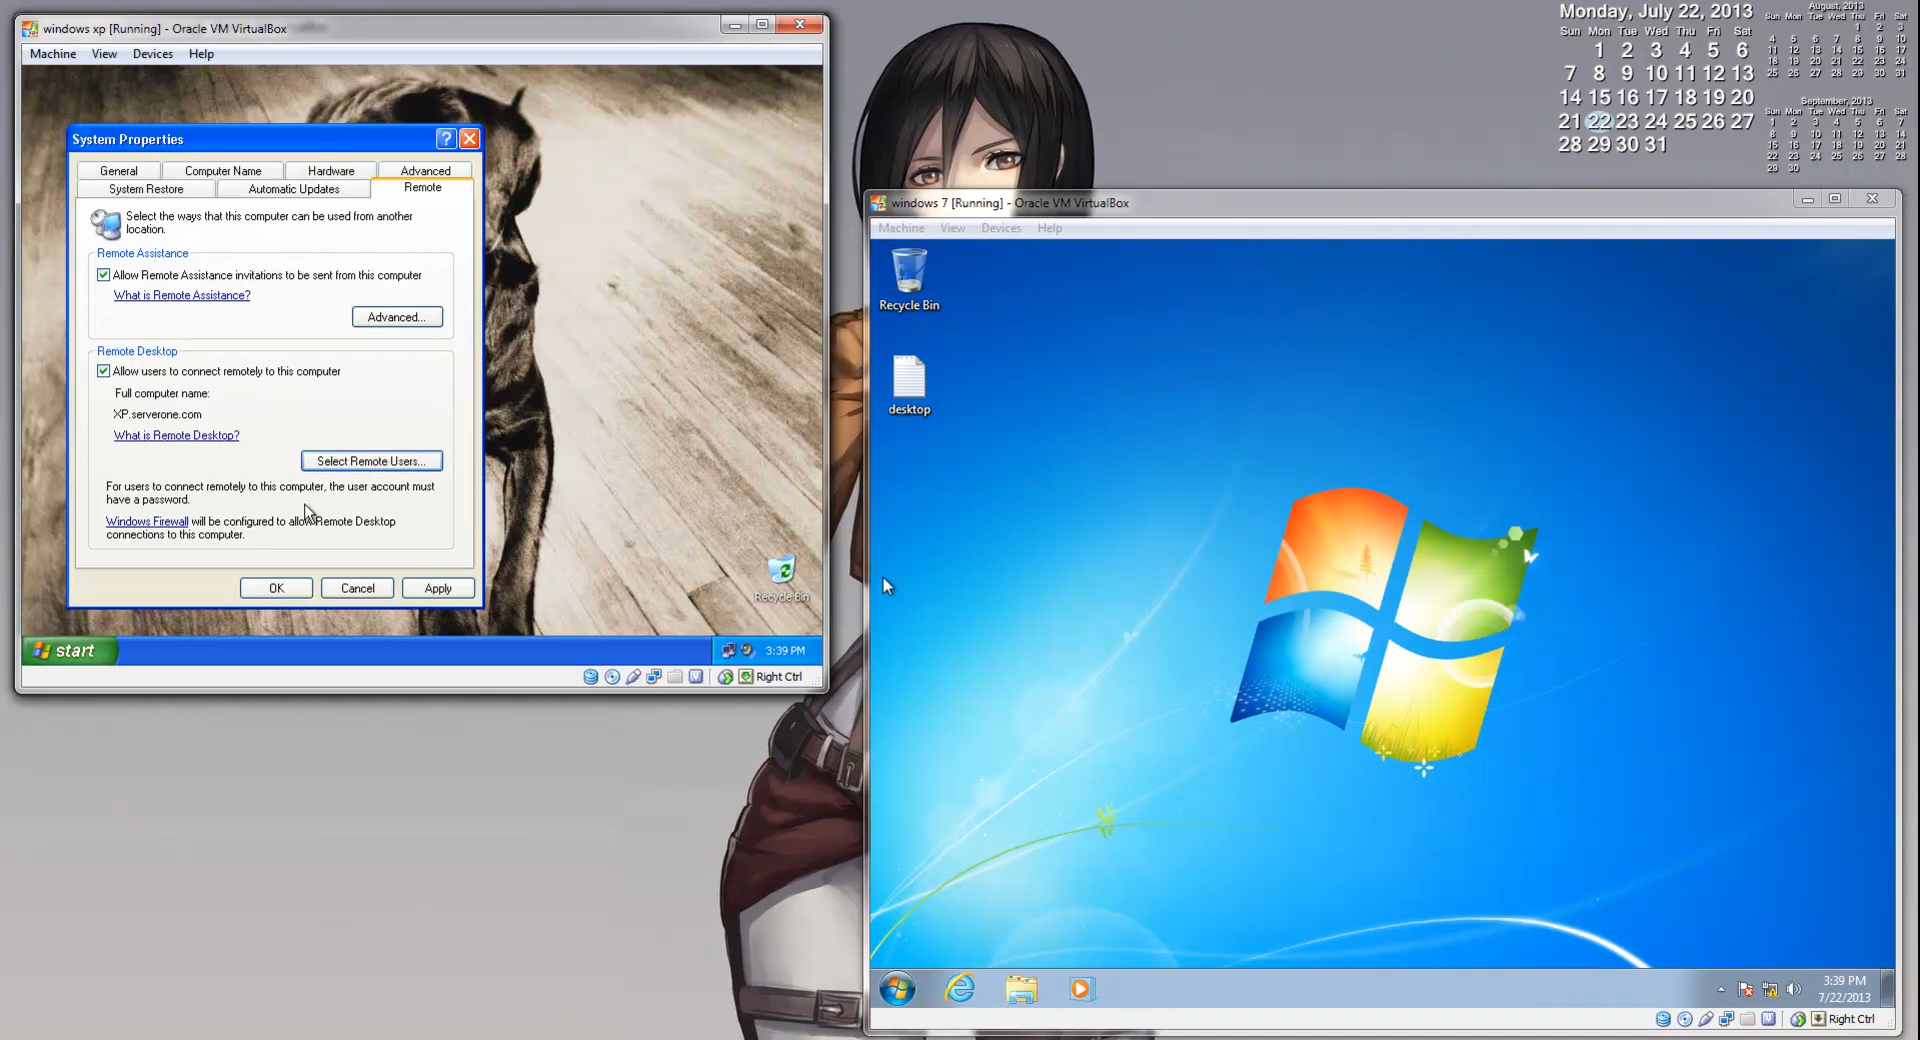 windows xp [Running] - Oracle VM VirtualBox
Machine View Devices Help
System Properties
General Computer Name Hardware Advanced
System Restore Automatic Updates Remote
Select the ways that this computer can be used from another
location.
Remote Assistance
Allow Remote Assistance invitations to be sent from this computer
What is Remote Assistance?
Advanced...
Remote Desktop
Allow users to connect remotely to this computer
Full computer name:
XP.serverone.com
What is Remote Desktop?
Select Remote Users...
For users to connect remotely to this computer, the user account must
have a password.
Windows Firewall will be configured to allow Remote Desktop
connections to this computer.
OK Cancel Apply
Recycle Bin
start
3:39 PM
Right Ctrl
Monday, July 22, 2013
Sun Mon Tue Wed Thu Fri Sat
1 2 3 4 5 6
7 8 9 10 11 12 13
14 15 16 17 18 19 20
21 22 23 24 25 26 27
28 29 30 31
August, 2013
Sun Mon Tue Wed Thu Fri Sat
1 2 3
4 5 6 7 8 9 10
11 12 13 14 15 16 17
18 19 20 21 22 23 24
25 26 27 28 29 30 31
September, 2013
Sun Mon Tue Wed Thu Fri Sat
1 2 3 4 5 6 7
8 9 10 11 12 13 14
15 16 17 18 19 20 21
22 23 24 25 26 27 28
29 30
windows 7 [Running] - Oracle VM VirtualBox
Machine View Devices Help
Recycle Bin
desktop
3:39 PM
7/22/2013
Right Ctrl